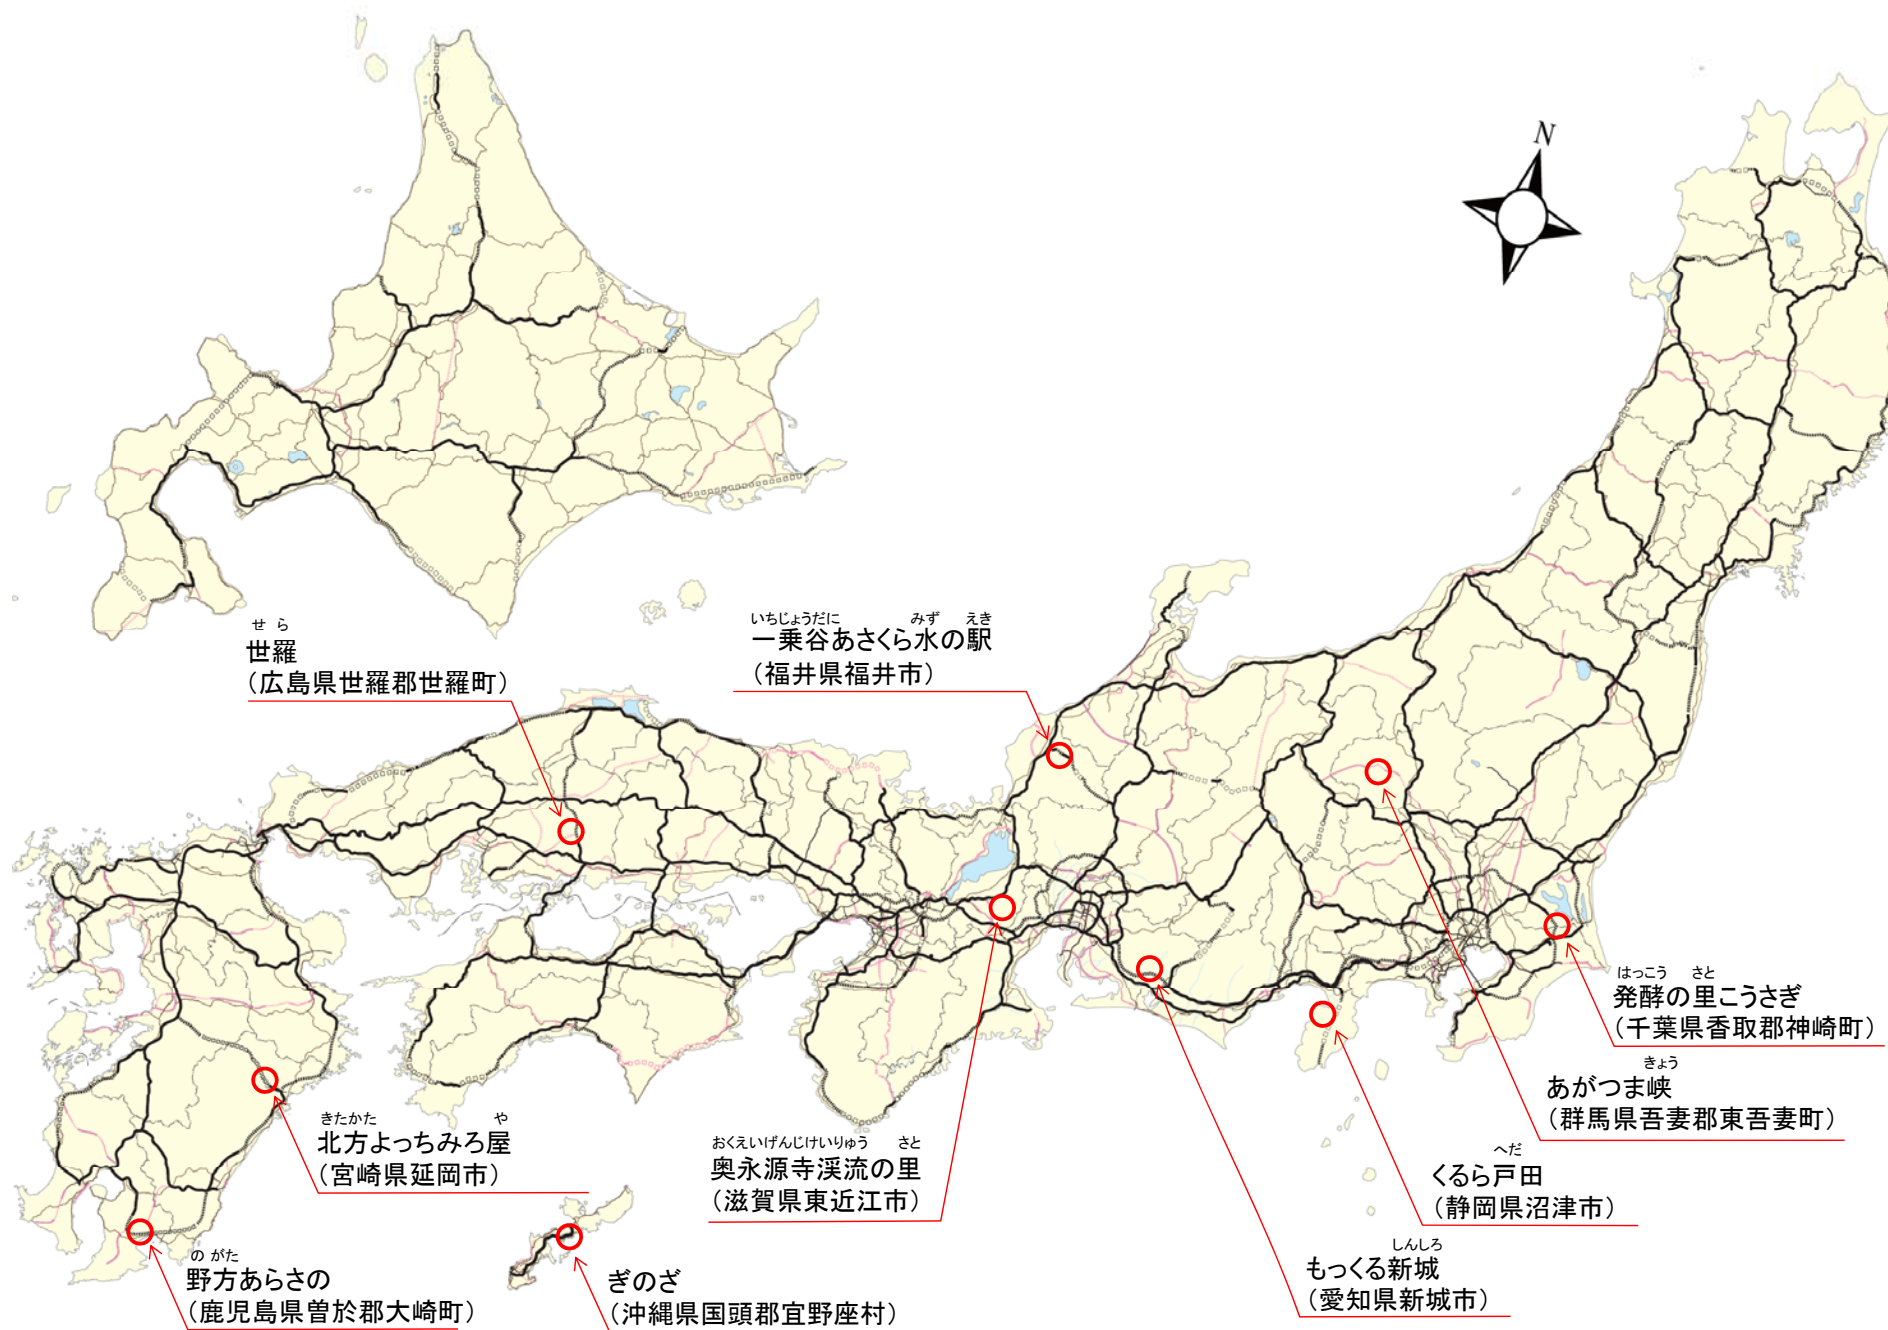 N
せ ら
世羅
（広島県世羅郡世羅町）
いちじょうだに みず えき
一乗谷あさくら水の駅
（福井県福井市）
はっこう さと
発酵の里こうさぎ
（千葉県香取郡神崎町）
きょう
あがつま峡
（群馬県吾妻郡東吾妻町）
へだ
くるら戸田
（静岡県沼津市）
しんしろ
もっくる新城
（愛知県新城市）
おくえいげんじけいりゅう さと
奥永源寺渓流の里
（滋賀県東近江市）
きたかた や
北方よっちみろ屋
（宮崎県延岡市）
の がた
野方あらさの
（鹿児島県曽於郡大崎町）
ぎのざ
（沖縄県国頭郡宜野座村）